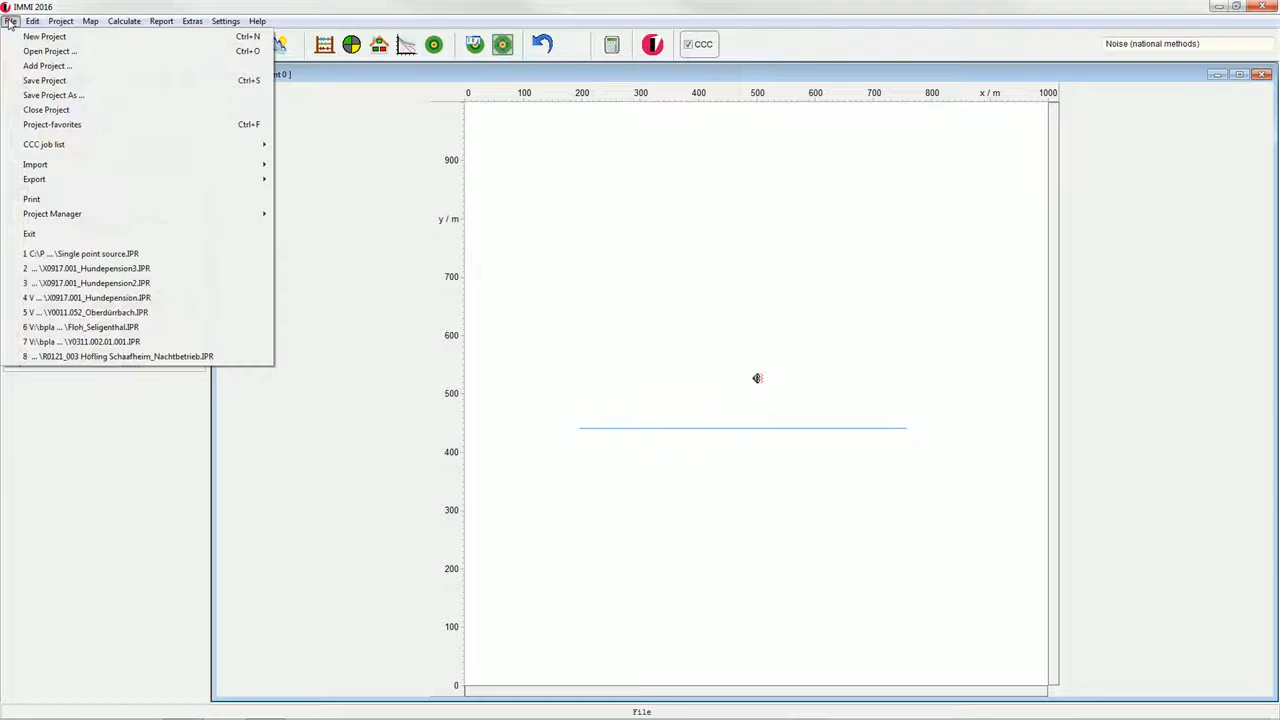 IMMI 2016
File Edit Project Map Calculate Report Extras Settings Help
New Project Ctrl+N
Open Project ... Ctrl+O
Add Project ...
Save Project Ctrl+S
Save Project As ...
Close Project
Project-favorites Ctrl+F
CCC job list
Import
Export
Print
Project Manager
Exit
1 C:\P ... \Single point source.IPR
2 ... \X0917.001_Hundepension3.IPR
3 ... \X0917.001_Hundepension2.IPR
4 V ... \X0917.001_Hundepension.IPR
5 V ... \Y0011.052_Oberdürrbach.IPR
6 V:\bpla ... \Floh_Seligenthal.IPR
7 V:\bpla ... \Y0311.002.01.001.IPR
8 ... \R0121_003 Höfling Schaafheim_Nachtbetrieb.IPR
CCC
Noise (national methods)
0 ]
0 200 300 400 500 600 700 800 x / m 1000
900
y / m
700
600
500
400
300
200
100
0
File